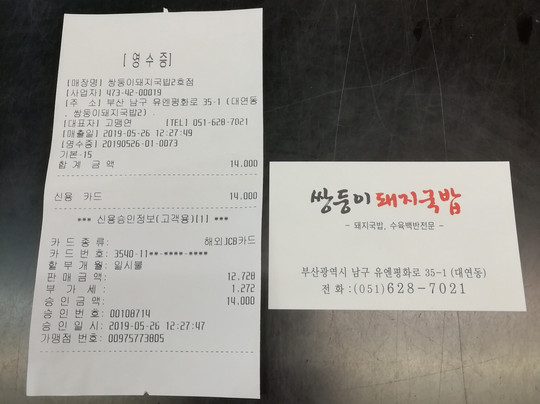 [영수증]
[매장명] 쌍둥이돼지국밥2호점
[사업자] 473-42-00019
[주 소] 부산 남구 유엔평화로 35-1 (대연동
, 쌍둥이돼지국밥2)
[대표자] 고명면 [TEL] 051-628-7021
[매출일] 2019-05-26 12:27:49
[영수증] 20190526-01-0073
기본-15
합 계 금 액 14,000
신용 카드 14,000
*** 신용승인정보(고객용)[1] ***
카 드 종 류: 해외JCB카드
카 드 번 호: 3540-11**-****-****
할 부 개 월: 일시불
판 매 금 액: 12,728
부 가 세 : 1,272
승 인 금 액: 14,000
승 인 번 호: 00108714
승 인 일 시: 2019-05-26 12:27:47
가맹점 번호: 00975773805
쌍둥이돼지국밥
- 돼지국밥, 수육백반전문 -
부산광역시 남구 유엔평화로 35-1 (대연동)
전 화 : (051)628-7021